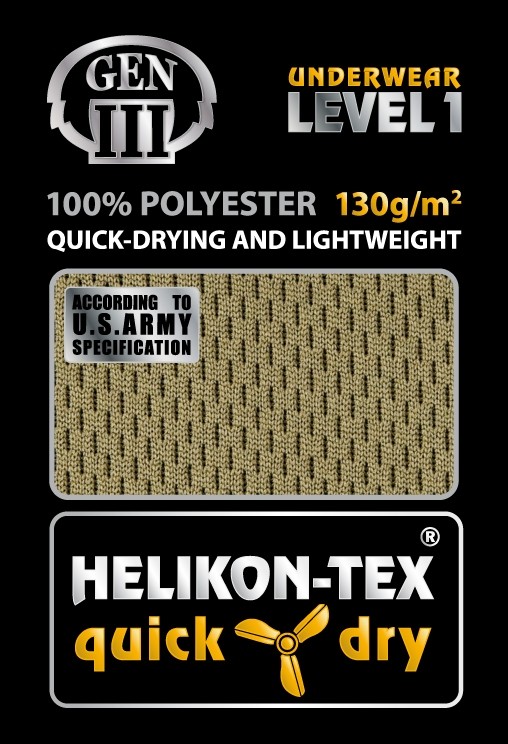 GEN
III
UNDERWEAR
LEVEL 1
100% POLYESTER 130g/m²
QUICK-DRYING AND LIGHTWEIGHT
ACCORDING TO
U.S.ARMY
SPECIFICATION
HELIKON-TEX®
quick dry